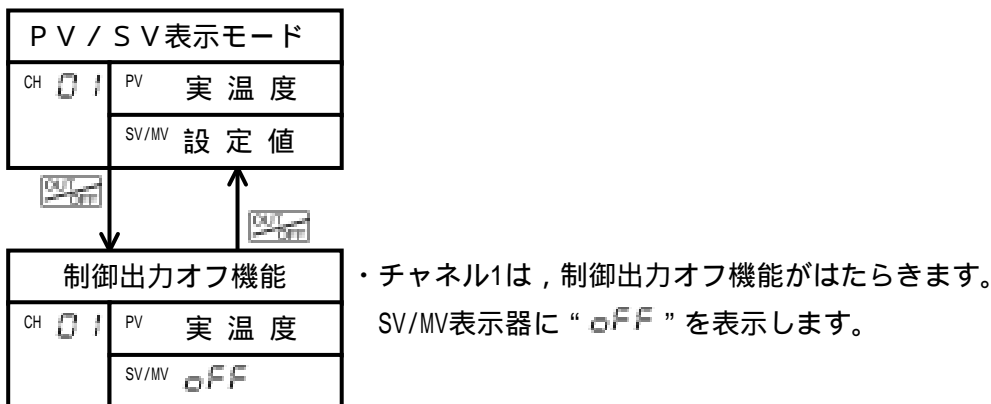 ＰＶ/ＳＶ表示モード
CH 01 PV 実 温 度
SV/MV 設 定 値
OUT/OFF
OUT/OFF
制御出力オフ機能
・チャネル1は，制御出力オフ機能がはたらきます。
CH 01 PV 実 温 度
SV/MV表示器に“oFF”を表示します。
SV/MV oFF